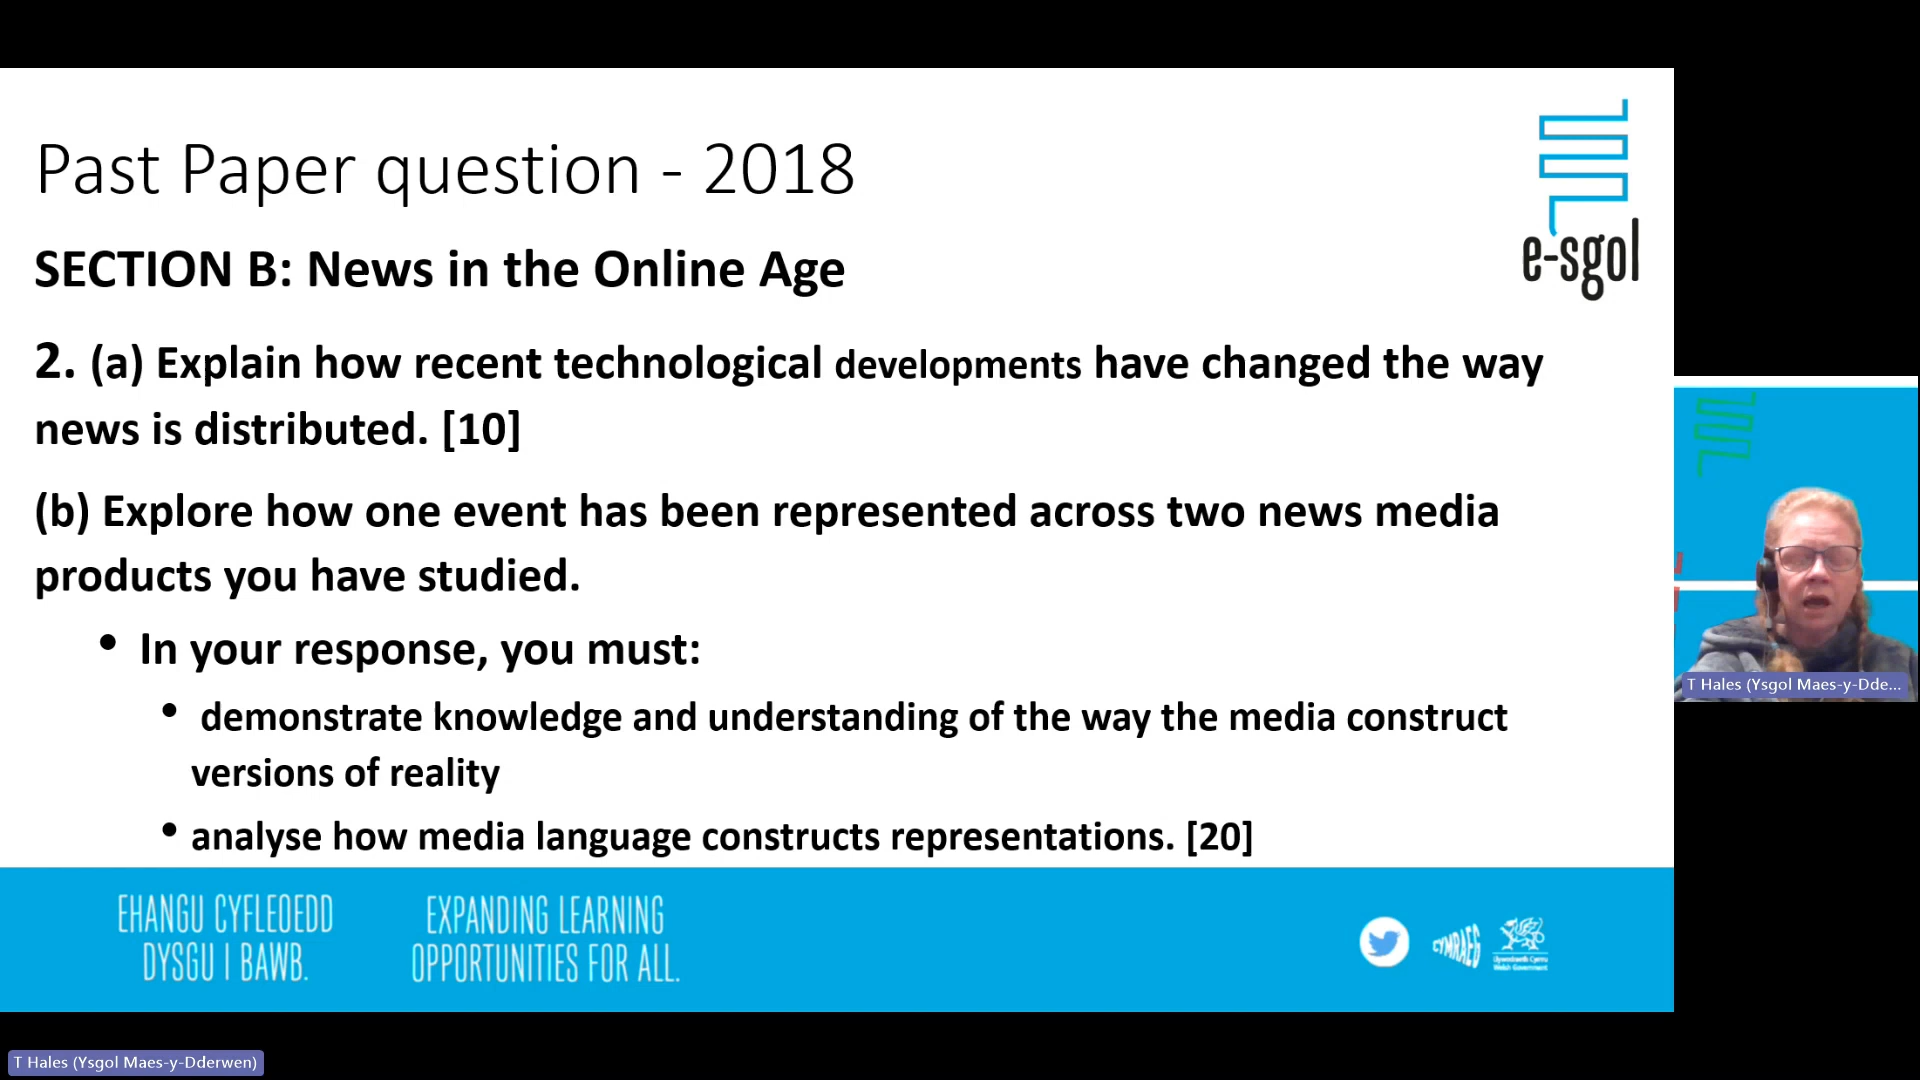 Past Paper question - 2018
e-sgol
SECTION B: News in the Online Age
2. (a) Explain how recent technological developments have changed the way
news is distributed. [10]
(b) Explore how one event has been represented across two news media
products you have studied.
• In your response, you must:
• demonstrate knowledge and understanding of the way the media construct
versions of reality
• analyse how media language constructs representations. [20]
T Hales (Ysgol Maes-y-Dde...
EHANGU CYFLEOEDD
DYSGU I BAWB.
EXPANDING LEARNING
OPPORTUNITIES FOR ALL.
CYMRAEG
Llywodraeth Cymru
Welsh Government
T Hales (Ysgol Maes-y-Dderwen)